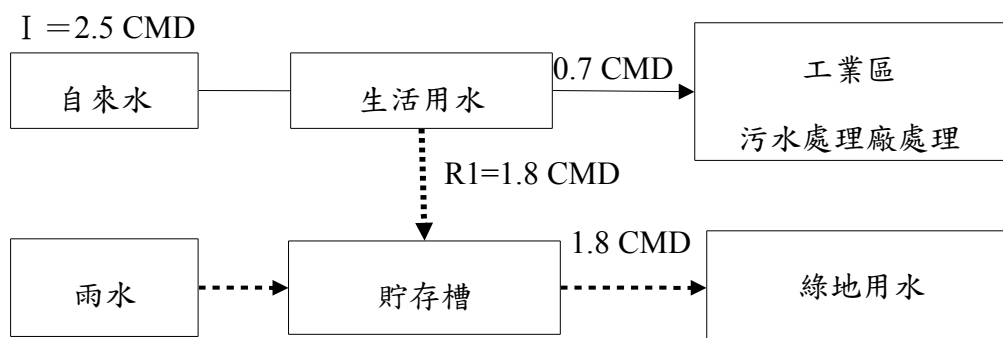 Ｉ＝2.5 CMD
自來水
生活用水
0.7 CMD
工業區
污水處理廠處理
R1=1.8 CMD
雨水
貯存槽
1.8 CMD
綠地用水